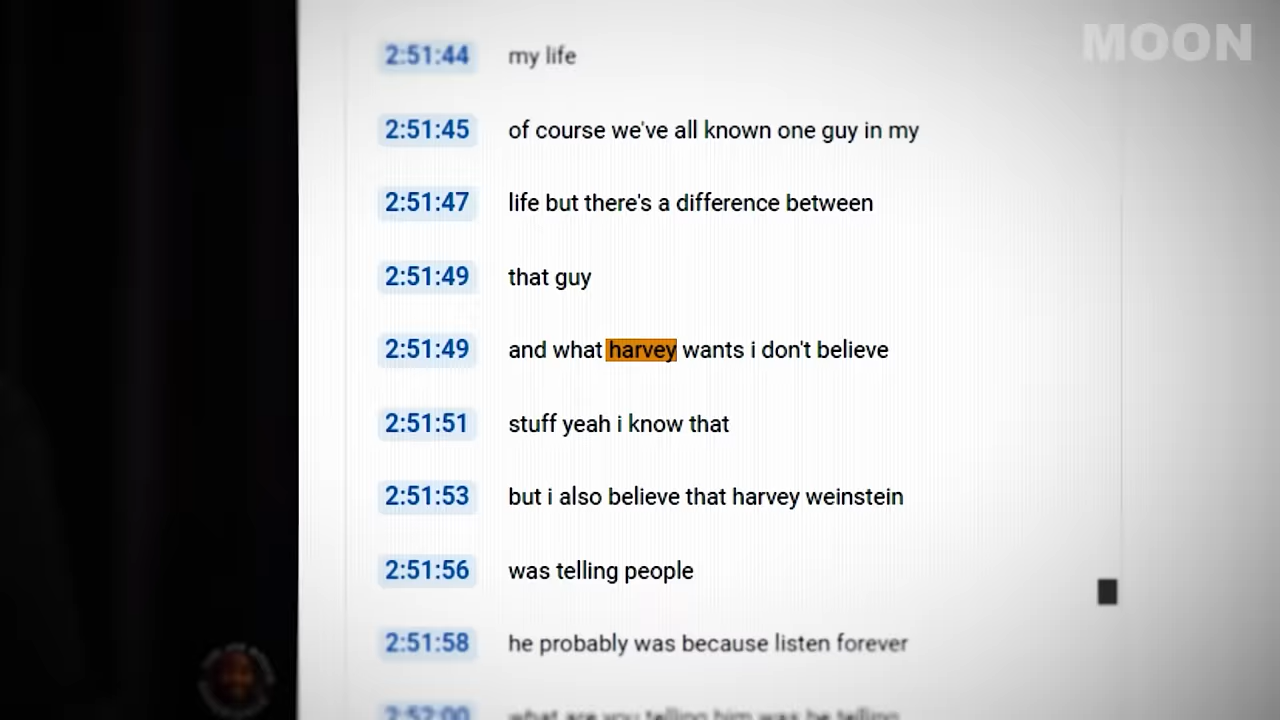 MOON
2:51:44 my life
2:51:45 of course we've all known one guy in my
2:51:47 life but there's a difference between
2:51:49 that guy
2:51:49 and what harvey wants i don't believe
2:51:51 stuff yeah i know that
2:51:53 but i also believe that harvey weinstein
2:51:56 was telling people
2:51:58 he probably was because listen forever
2:52:00 what are you telling him was he telling